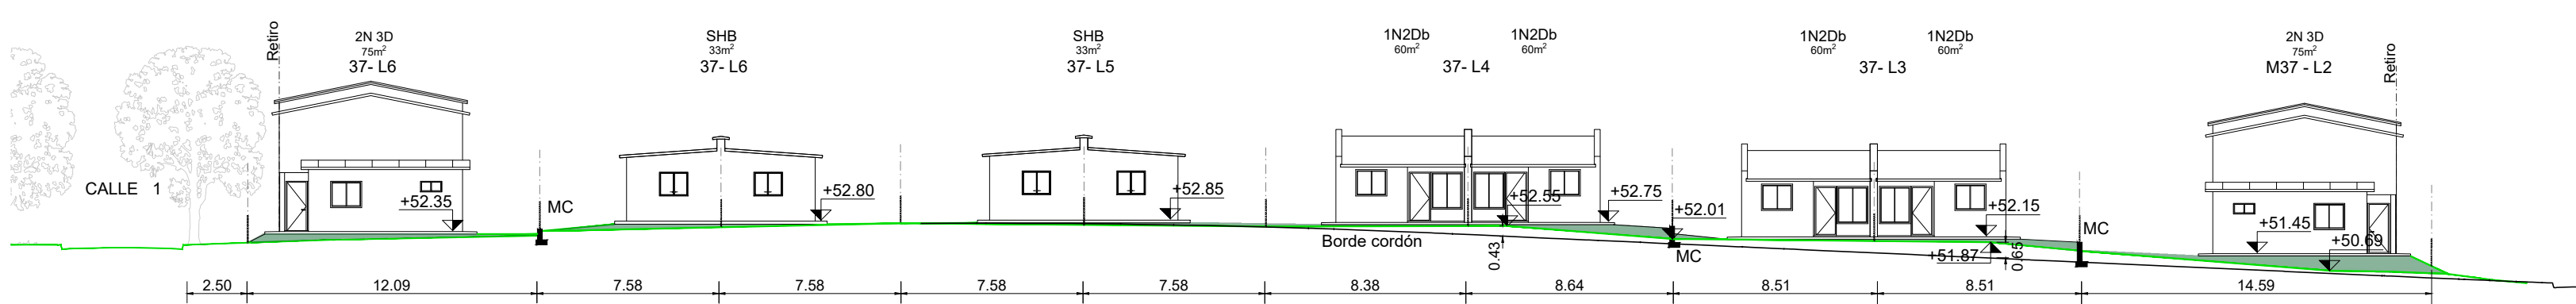 Retiro
2N 3D
75m²
37- L6
SHB
33m²
37- L6
SHB
33m²
37- L5
1N2Db
60m²
1N2Db
60m²
37- L4
1N2Db
60m²
1N2Db
60m²
37- L3
2N 3D
75m²
M37 - L2
Retiro
CALLE 1
+52.35
MC
+52.80
+52.85
+52.55
+52.75
+52.01
+52.15
MC
+51.45
+50.69
Borde cordón
0.43
MC
+51.87
0.65
2.50
12.09
7.58
7.58
7.58
7.58
8.38
8.64
8.51
8.51
14.59